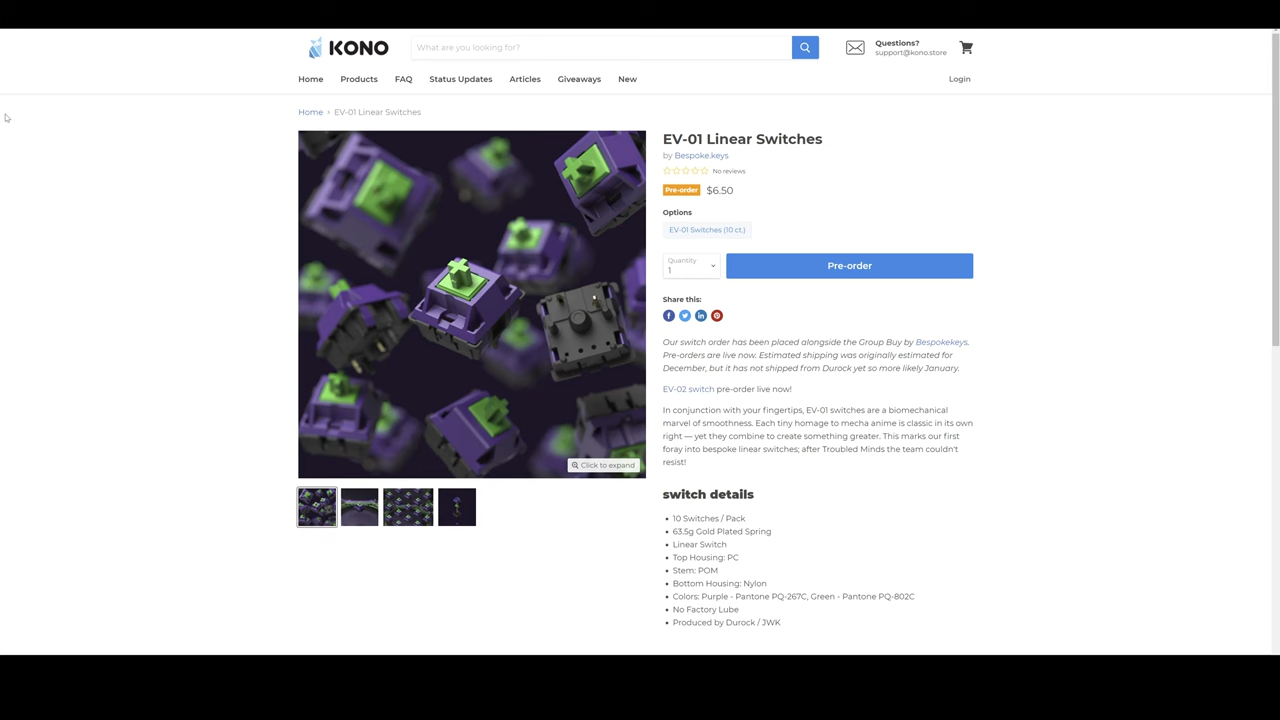 KONO
What are you looking for?
Questions?
support@kono.store
Home Products FAQ Status Updates Articles Giveaways New Login
Home › EV-01 Linear Switches
EV-01 Linear Switches
by Bespoke.keys
No reviews
Pre-order $6.50
Options
EV-01 Switches (10 ct.)
Quantity
1
Pre-order
Share this:
Our switch order has been placed alongside the Group Buy by Bespokekeys.
Pre-orders are live now. Estimated shipping was originally estimated for
December, but it has not shipped from Durock yet so more likely January.
EV-02 switch pre-order live now!
In conjunction with your fingertips, EV-01 switches are a biomechanical
marvel of smoothness. Each tiny homage to mecha anime is classic in its own
right — yet they combine to create something greater. This marks our first
foray into bespoke linear switches; after Troubled Minds the team couldn't
resist!
Click to expand
switch details
• 10 Switches / Pack
• 63.5g Gold Plated Spring
• Linear Switch
• Top Housing: PC
• Stem: POM
• Bottom Housing: Nylon
• Colors: Purple - Pantone PQ-267C, Green - Pantone PQ-802C
• No Factory Lube
• Produced by Durock / JWK